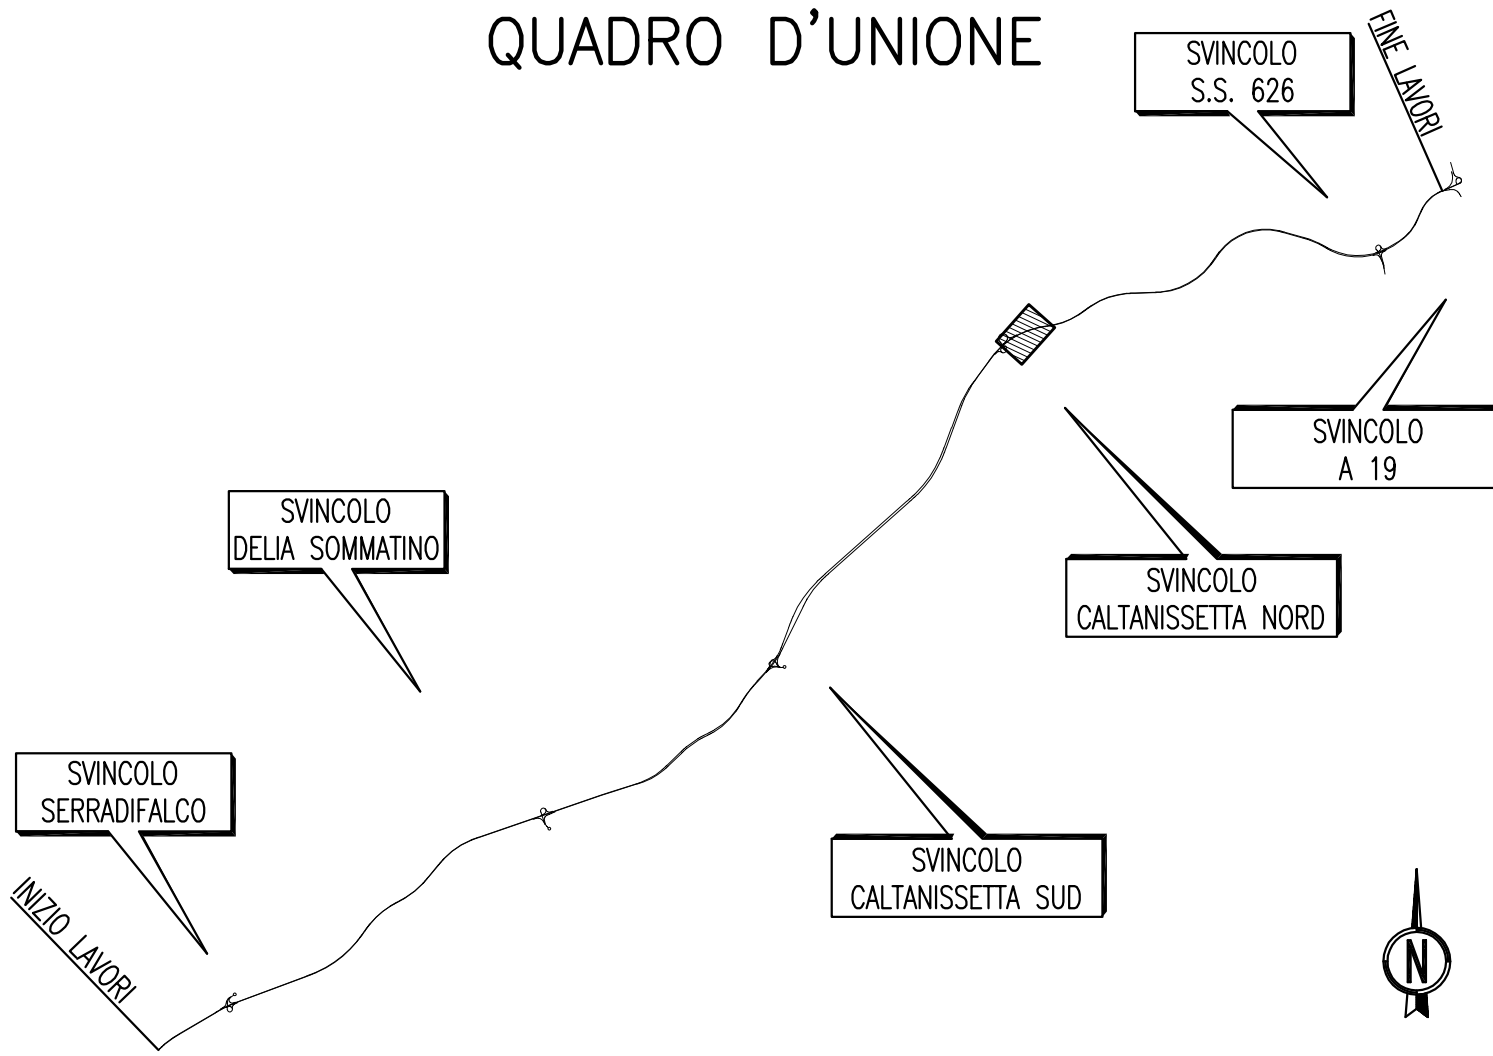 QUADRO D'UNIONE
SVINCOLO
S.S. 626
FINE LAVORI
SVINCOLO
A 19
SVINCOLO
DELIA SOMMATINO
SVINCOLO
CALTANISSETTA NORD
SVINCOLO
SERRADIFALCO
SVINCOLO
CALTANISSETTA SUD
INIZIO LAVORI
N